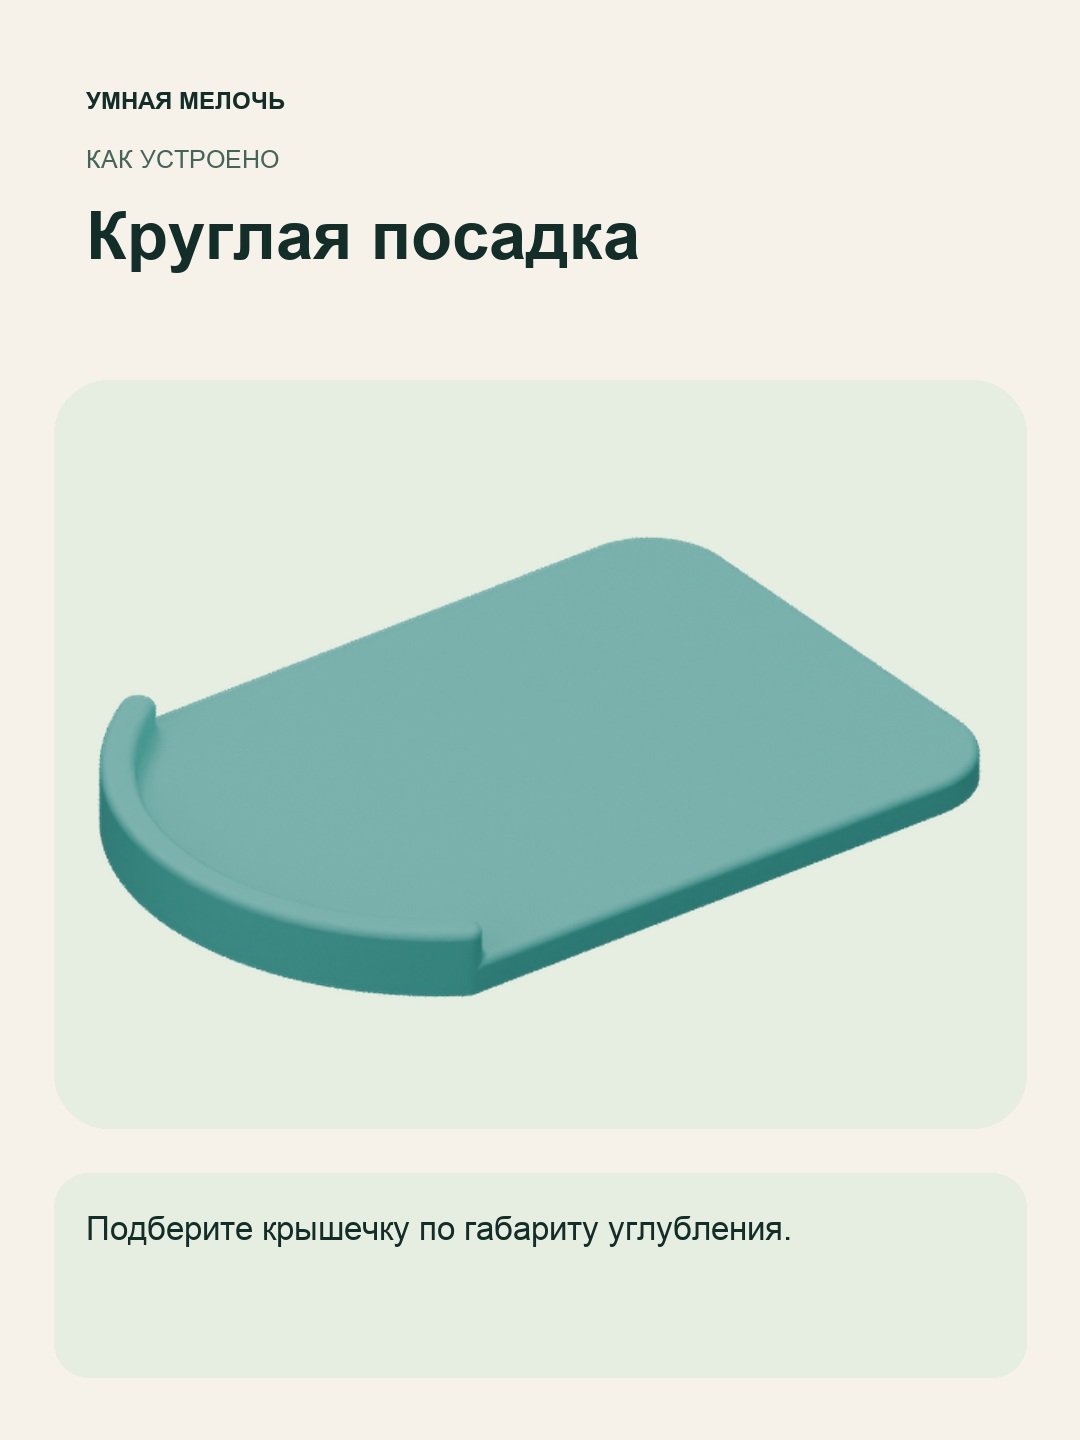 УМНАЯ МЕЛОЧЬ
КАК УСТРОЕНО
Круглая посадка
Подберите крышечку по габариту углубления.